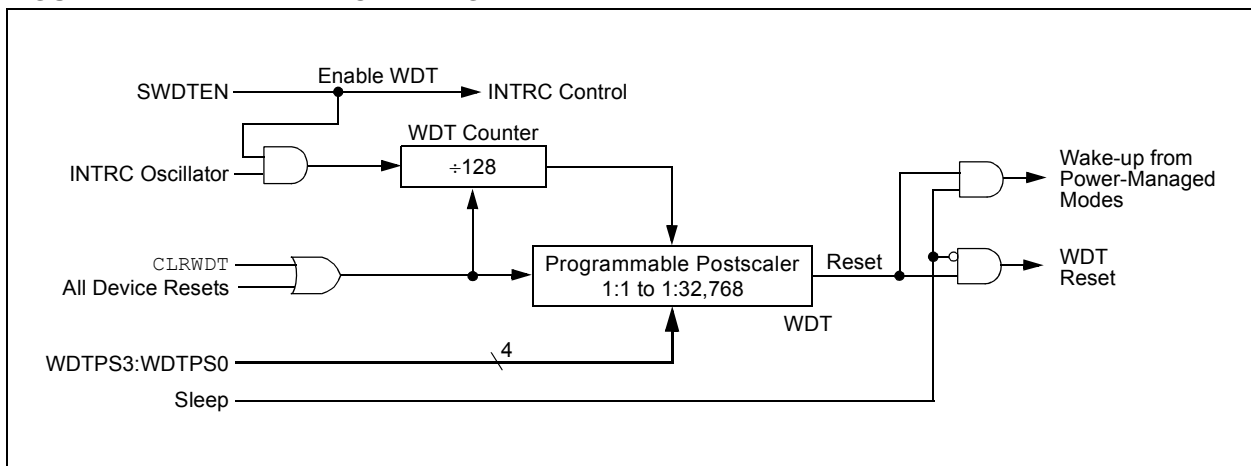 Enable WDT
SWDTEN
INTRC Control
WDT Counter
INTRC Oscillator
÷128
Wake-up from
Power-Managed
Modes
CLRWDT
All Device Resets
Programmable Postscaler
1:1 to 1:32,768
Reset
WDT
WDT
Reset
4
WDTPS3:WDTPS0
Sleep